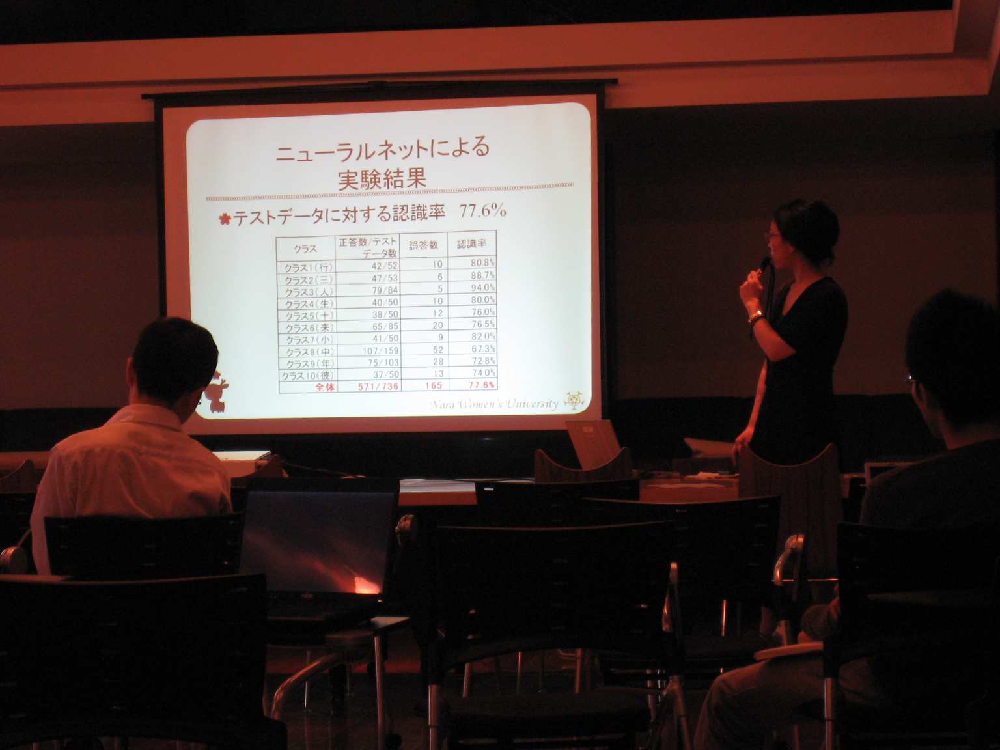 ニューラルネットによる
実験結果
テストデータに対する認識率 77.6%
クラス 正答数/テストデータ数 誤答数 認識率
クラス1(行) 42/52 10 80.8%
クラス2(三) 47/53 6 88.7%
クラス3(人) 79/84 5 94.0%
クラス4(生) 40/50 10 80.0%
クラス5(十) 38/50 12 76.0%
クラス6(来) 65/85 20 76.5%
クラス7(小) 41/50 9 82.0%
クラス8(中) 107/159 52 67.3%
クラス9(年) 75/103 28 72.8%
クラス10(彼) 37/50 13 74.0%
全体 571/736 165 77.6%
Nara Women's University